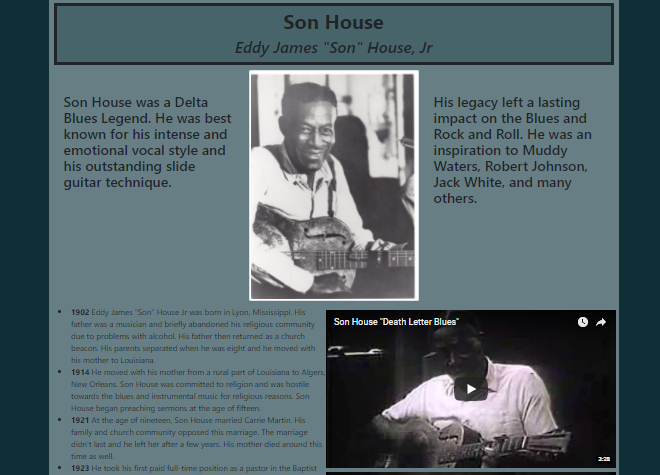 Son House
Eddy James "Son" House, Jr
Son House was a Delta
Blues Legend. He was best
known for his intense and
emotional vocal style and
his outstanding slide
guitar technique.
His legacy left a lasting
impact on the Blues and
Rock and Roll. He was an
inspiration to Muddy
Waters, Robert Johnson,
Jack White, and many
others.
• 1902 Eddy James "Son" House Jr was born in Lyon, Mississippi. His
father was a musician and briefly abandoned his religious community
due to problems with alcohol. His father then returned as a church
beacon. His parents separated when he was eight and he moved with
his mother to Louisiana.
• 1914 He moved with his mother from a rural part of Louisiana to Algers,
New Orleans. Son House was committed to religion and was hostile
towards the blues and instrumental music for religious reasons. Son
House began preaching sermons at the age of fifteen.
• 1921 At the age of nineteen, Son House married Carrie Martin. His
family and church community opposed this marriage. The marriage
didn't last and he left her after a few years. His mother died around this
time as well.
• 1923 He took his first paid full-time position as a pastor in the Baptist
Son House "Death Letter Blues"
3:28